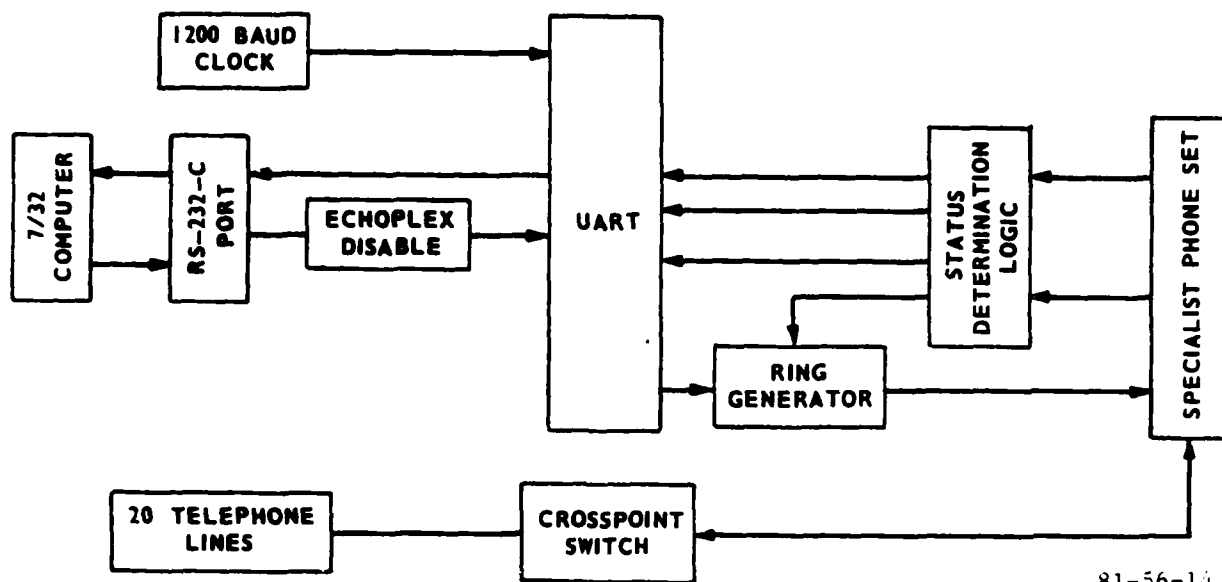 1200 BAUD
CLOCK
7/32
COMPUTER
RS-232-C
PORT
ECHOPLEX
DISABLE
UART
STATUS
DETERMINATION
LOGIC
SPECIALIST PHONE SET
RING
GENERATOR
20 TELEPHONE
LINES
CROSSPOINT
SWITCH